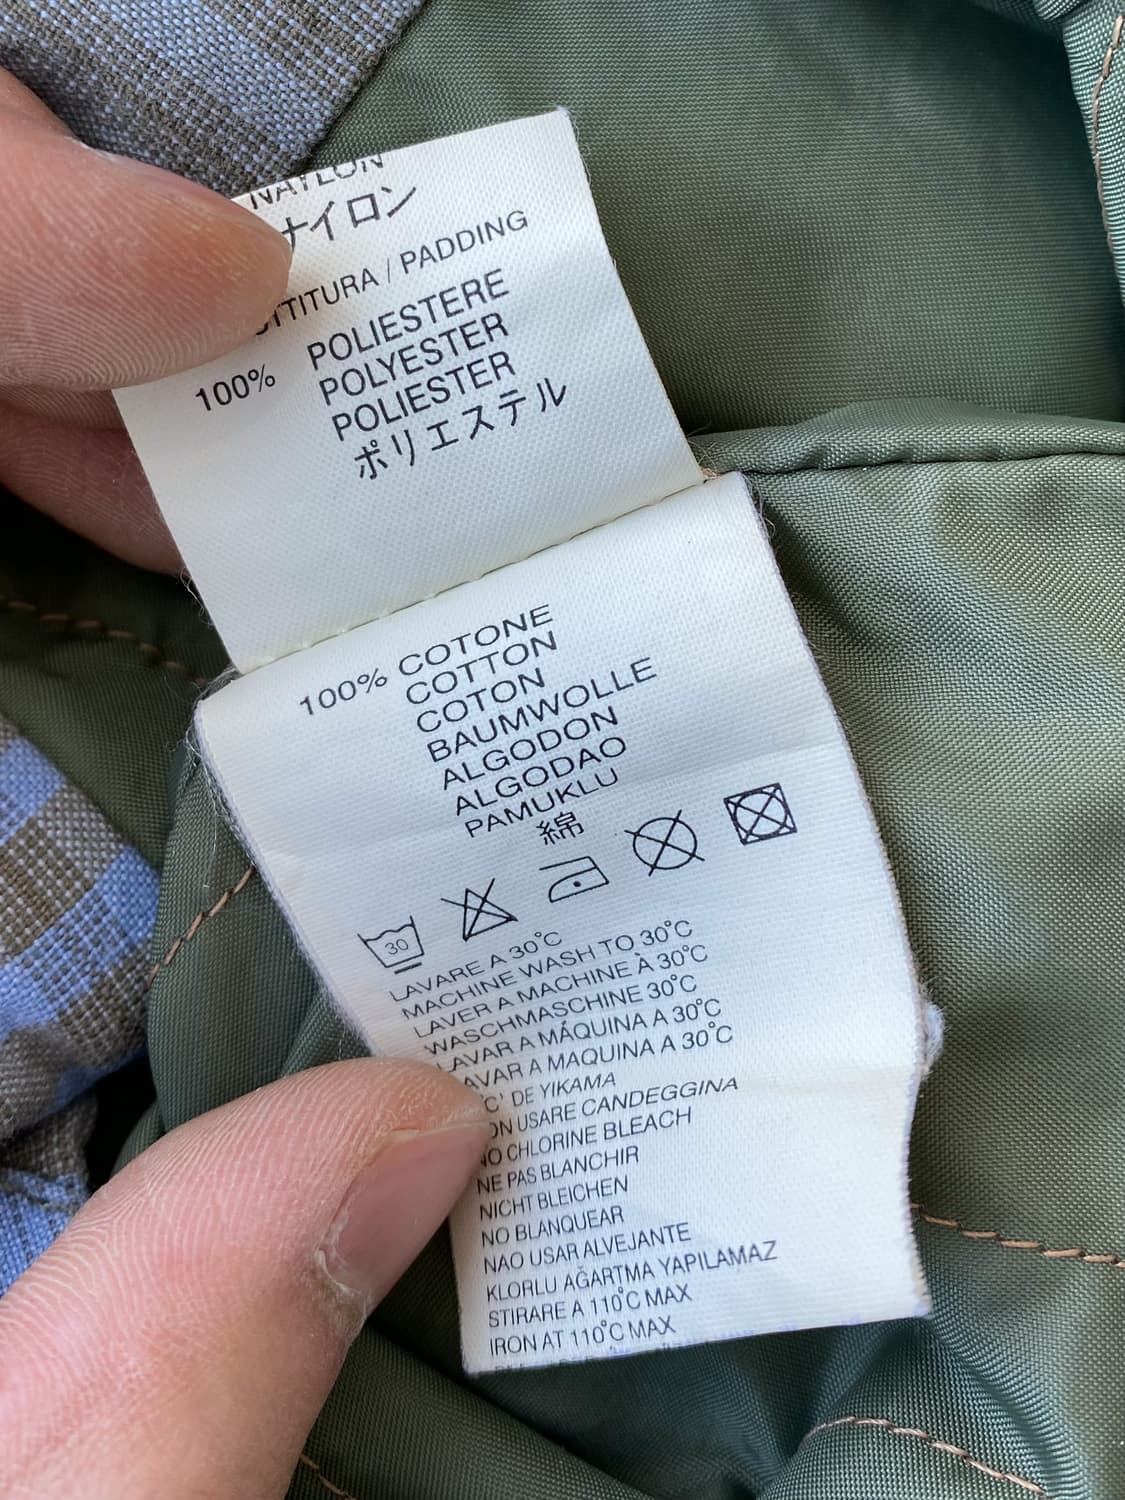 NAYLON
ナイロン
/ PADDING
100% POLIESTERE
POLYESTER
POLIESTER
ポリエステル
100% COTONE
COTTON
COTON
BAUMWOLLE
ALGODON
ALGODAO
PAMUKLU
綿
30
LAVARE A 30°C
MACHINE WASH TO 30°C
LAVER A MACHINE À 30°C
WASCHMASCHINE 30°C
LAVAR A MÁQUINA A 30°C
AVAR A MAQUINA A 30°C
C' DE YIKAMA
ON USARE CANDEGGINA
NO CHLORINE BLEACH
NE PAS BLANCHIR
NICHT BLEICHEN
NO BLANQUEAR
NAO USAR ALVEJANTE
KLORLU AĞARTMA YAPILAMAZ
STIRARE A 110°C MAX
IRON AT 110°C MAX